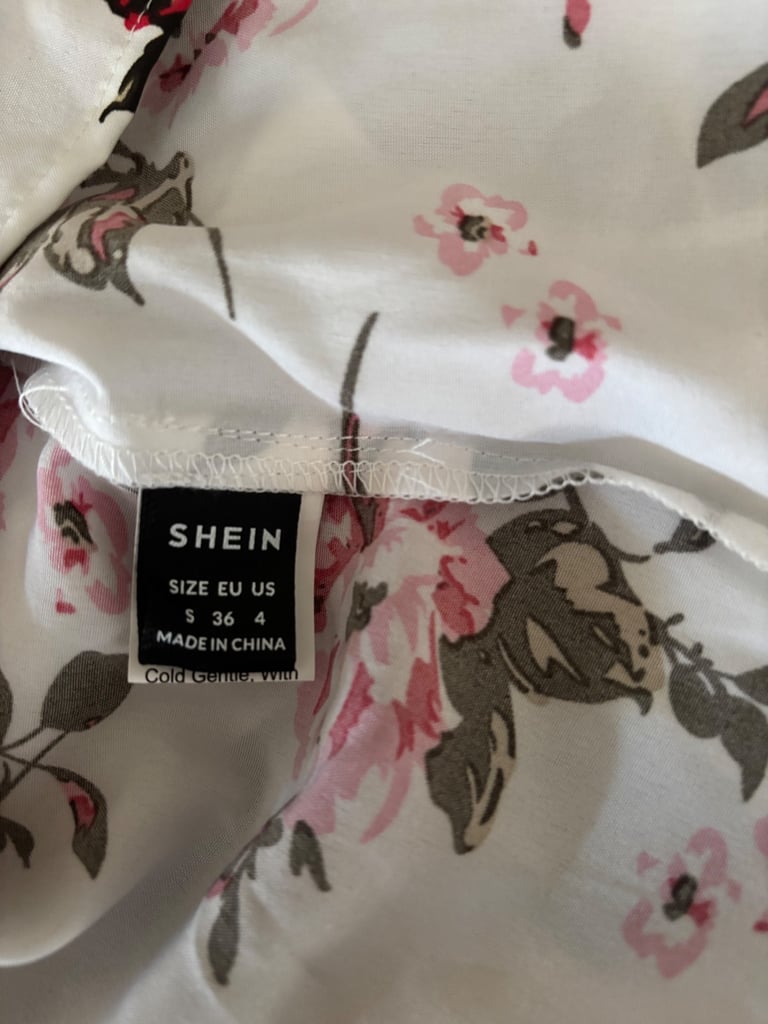 SHEIN
SIZE EU US
S 36 4
MADE IN CHINA
Cold Gentle, With